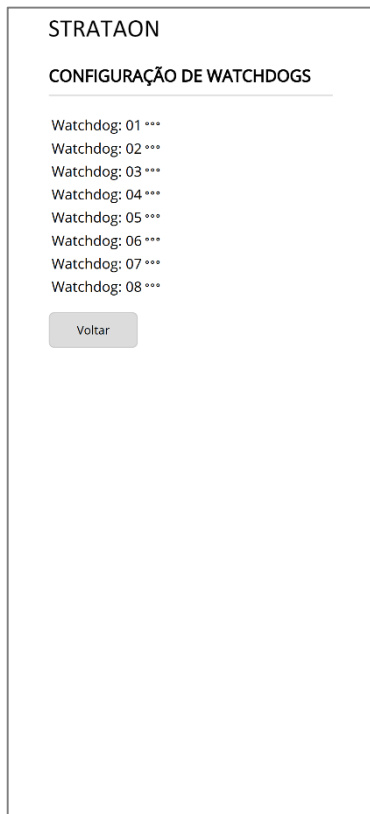 STRATAON
CONFIGURAÇÃO DE WATCHDOGS
Watchdog: 01 °°°
Watchdog: 02 °°°
Watchdog: 03 °°°
Watchdog: 04 °°°
Watchdog: 05 °°°
Watchdog: 06 °°°
Watchdog: 07 °°°
Watchdog: 08 °°°
Voltar